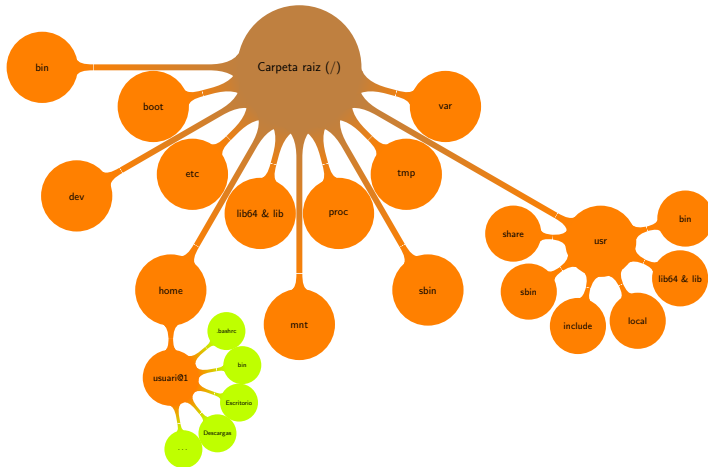 Carpeta raiz (/)
bin
boot
var
etc
tmp
dev
lib64 & lib
proc
share
usr
bin
home
sbin
mnt
sbin
lib64 & lib
include
local
.bashrc
bin
usuari@1
Escritorio
Descargas
...